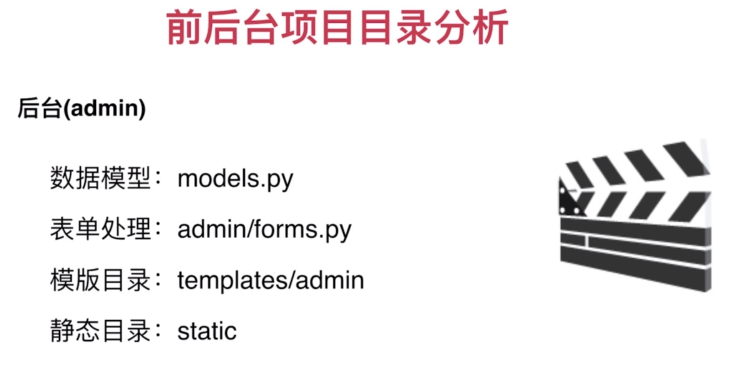 前后台项目目录分析
后台(admin)
数据模型：models.py
表单处理：admin/forms.py
模版目录：templates/admin
静态目录：static